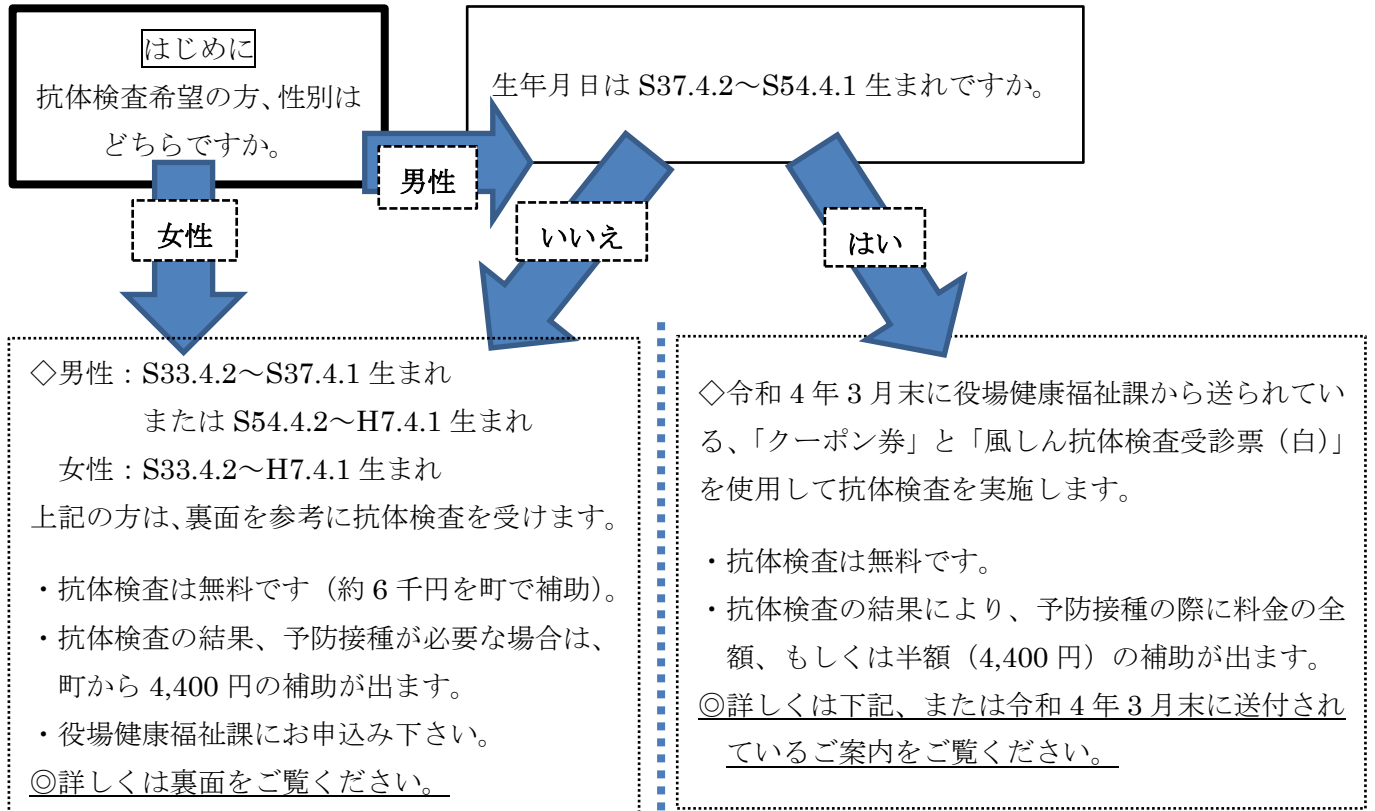 はじめに
抗体検査希望の方、性別は
どちらですか。
生年月日は S37.4.2～S54.4.1 生まれですか。
男性
女性
いいえ
はい
◇男性：S33.4.2～S37.4.1 生まれ
または S54.4.2～H7.4.1 生まれ
女性：S33.4.2～H7.4.1 生まれ
上記の方は、裏面を参考に抗体検査を受けます。
・抗体検査は無料です（約 6 千円を町で補助）。
・抗体検査の結果、予防接種が必要な場合は、
町から 4,400 円の補助が出ます。
・役場健康福祉課にお申込み下さい。
◎詳しくは裏面をご覧ください。
◇令和 4 年 3 月末に役場健康福祉課から送られてい
る、「クーポン券」と「風しん抗体検査受診票（白）」
を使用して抗体検査を実施します。
・抗体検査は無料です。
・抗体検査の結果により、予防接種の際に料金の全
額、もしくは半額（4,400 円）の補助が出ます。
◎詳しくは下記、または令和 4 年 3 月末に送付され
ているご案内をご覧ください。